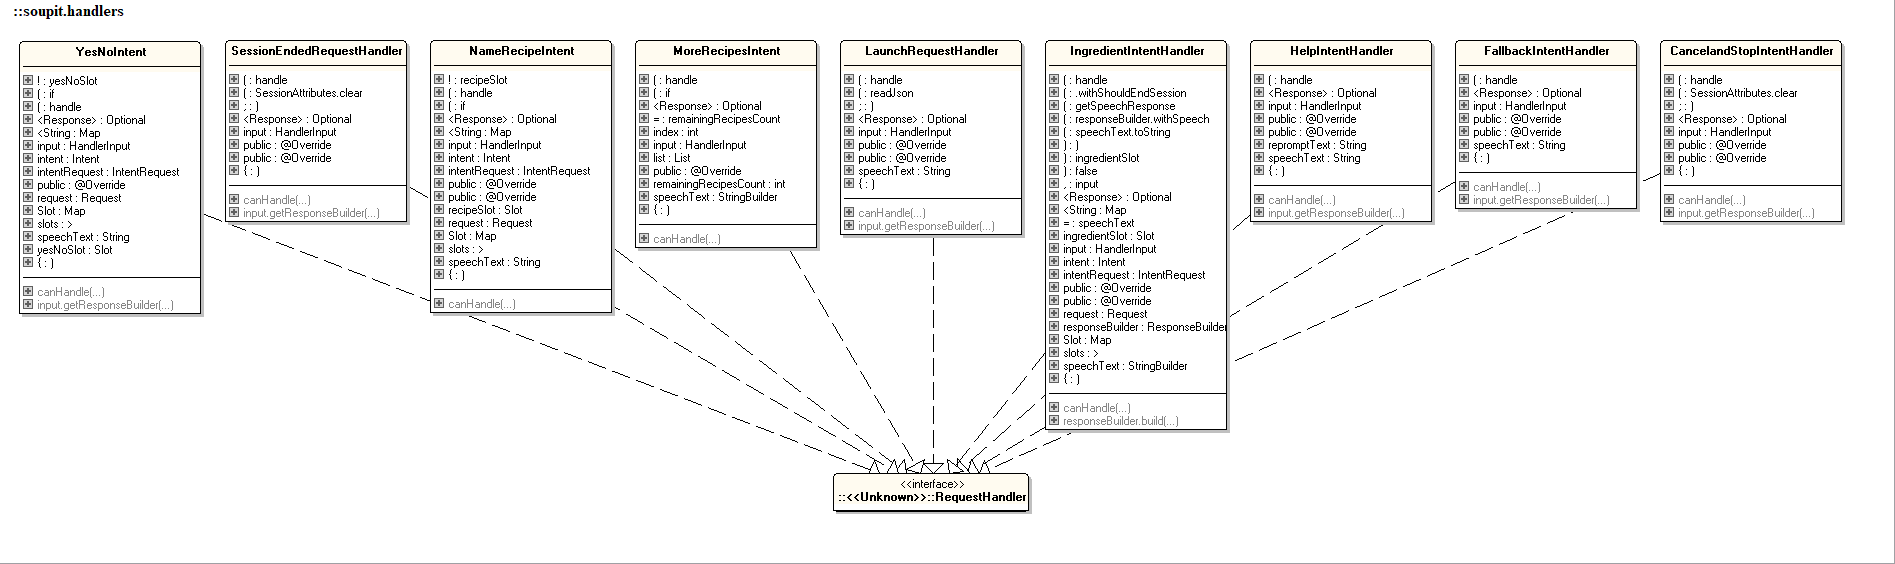 ::soupit.handlers
YesNoIntent
! : yesNoSlot
( : if
( : handle
<Response> : Optional
<String : Map
input : HandlerInput
intent : Intent
intentRequest : IntentRequest
public : @Override
request : Request
Slot : Map
slots : >
speechText : String
yesNoSlot : Slot
{ : )
canHandle(...)
input.getResponseBuilder(...)
SessionEndedRequestHandler
( : handle
( : SessionAttributes.clear
; : )
<Response> : Optional
input : HandlerInput
public : @Override
public : @Override
{ : )
canHandle(...)
input.getResponseBuilder(...)
NameRecipeIntent
! : recipeSlot
( : handle
( : if
<Response> : Optional
<String : Map
input : HandlerInput
intent : Intent
intentRequest : IntentRequest
public : @Override
public : @Override
recipeSlot : Slot
request : Request
Slot : Map
slots : >
speechText : String
{ : )
canHandle(...)
MoreRecipesIntent
( : handle
( : if
<Response> : Optional
= : remainingRecipesCount
index : int
input : HandlerInput
list : List
public : @Override
remainingRecipesCount : int
speechText : StringBuilder
{ : )
canHandle(...)
LaunchRequestHandler
( : handle
( : readJson
; : )
<Response> : Optional
input : HandlerInput
public : @Override
public : @Override
speechText : String
{ : )
canHandle(...)
input.getResponseBuilder(...)
IngredientIntentHandler
( : handle
( : .withShouldEndSession
( : getSpeechResponse
( : responseBuilder.withSpeech
( : speechText.toString
) : )
) : ingredientSlot
) : false
, : input
<Response> : Optional
<String : Map
= : speechText
ingredientSlot : Slot
input : HandlerInput
intent : Intent
intentRequest : IntentRequest
public : @Override
public : @Override
request : Request
responseBuilder : ResponseBuilder
Slot : Map
slots : >
speechText : StringBuilder
{ : )
canHandle(...)
responseBuilder.build(...)
HelpIntentHandler
( : handle
<Response> : Optional
input : HandlerInput
public : @Override
public : @Override
repromptText : String
speechText : String
{ : )
canHandle(...)
input.getResponseBuilder(...)
FallbackIntentHandler
( : handle
<Response> : Optional
input : HandlerInput
public : @Override
public : @Override
speechText : String
{ : )
canHandle(...)
input.getResponseBuilder(...)
CancelandStopIntentHandler
( : handle
( : SessionAttributes.clear
; : )
<Response> : Optional
input : HandlerInput
public : @Override
public : @Override
{ : )
canHandle(...)
input.getResponseBuilder(...)
<<interface>>
::<<Unknown>>::RequestHandler